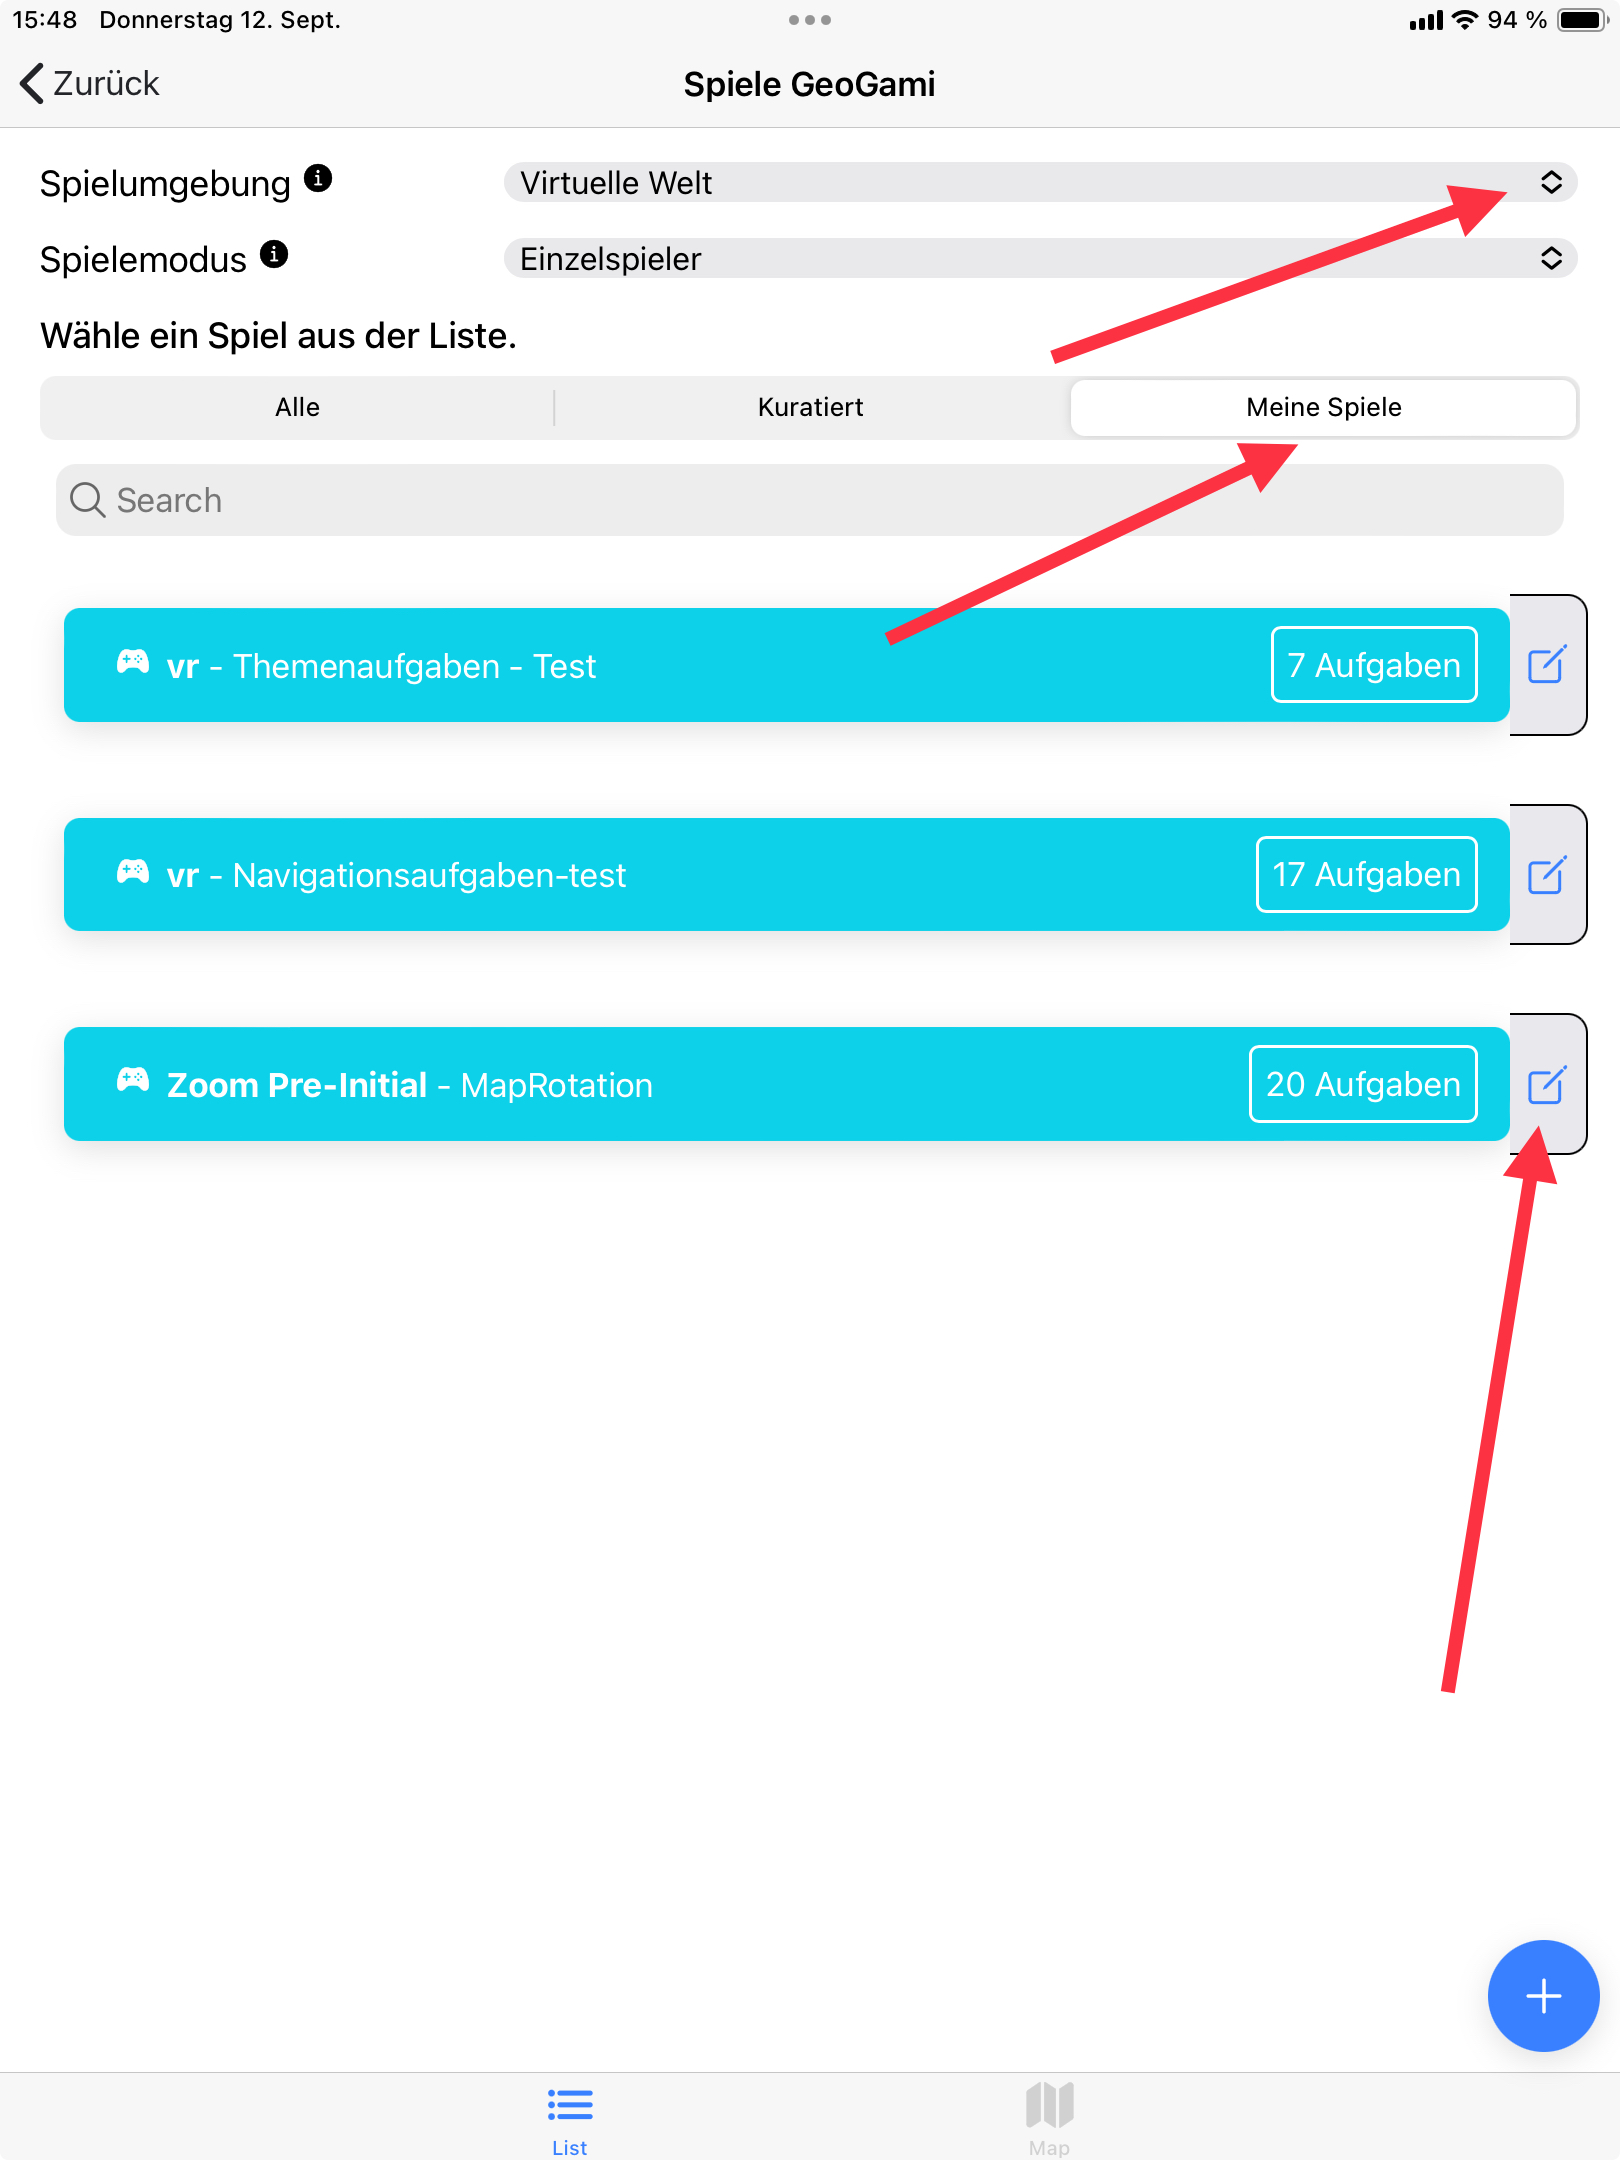 15:48 Donnerstag 12. Sept. 94 %
Zurück
Spiele GeoGami
Spielumgebung Virtuelle Welt
Spielemodus Einzelspieler
Wähle ein Spiel aus der Liste.
Alle Kuratiert Meine Spiele
Search
vr - Themenaufgaben - Test 7 Aufgaben
vr - Navigationsaufgaben-test 17 Aufgaben
Zoom Pre-Initial - MapRotation 20 Aufgaben
List Map